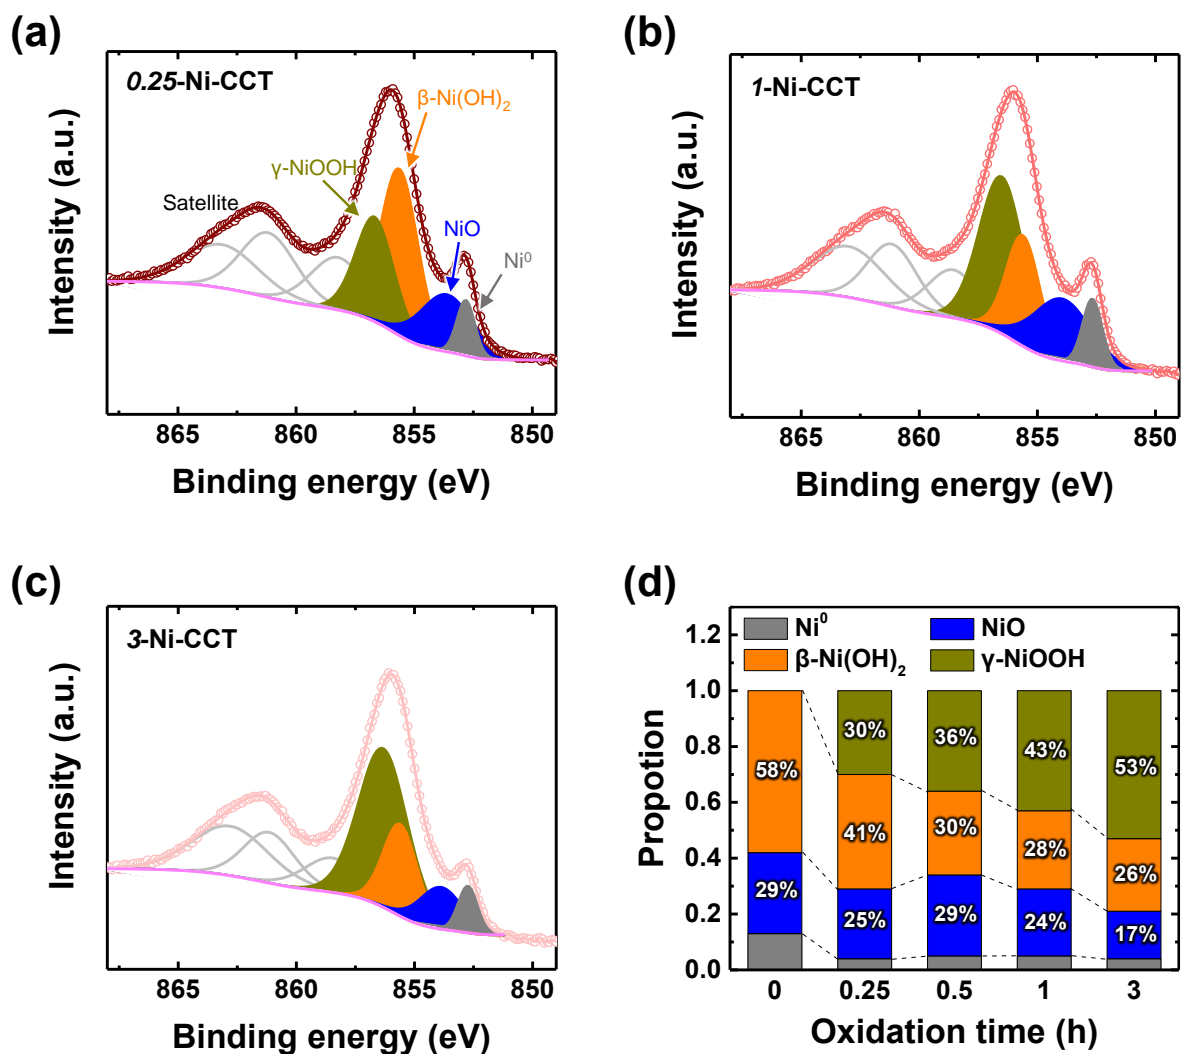 (a)
0.25-Ni-CCT
β-Ni(OH)2
γ-NiOOH
Satellite
NiO
Ni0
Intensity (a.u.)
865 860 855 850
Binding energy (eV)
(b)
1-Ni-CCT
Intensity (a.u.)
865 860 855 850
Binding energy (eV)
(c)
3-Ni-CCT
Intensity (a.u.)
865 860 855 850
Binding energy (eV)
(d)
Ni0 NiO
β-Ni(OH)2 γ-NiOOH
1.2
1.0
0.8
0.6
0.4
0.2
0.0
Propotion
30% 36% 43% 53%
58% 41% 30% 28% 26%
29% 25% 29% 24% 17%
0 0.25 0.5 1 3
Oxidation time (h)